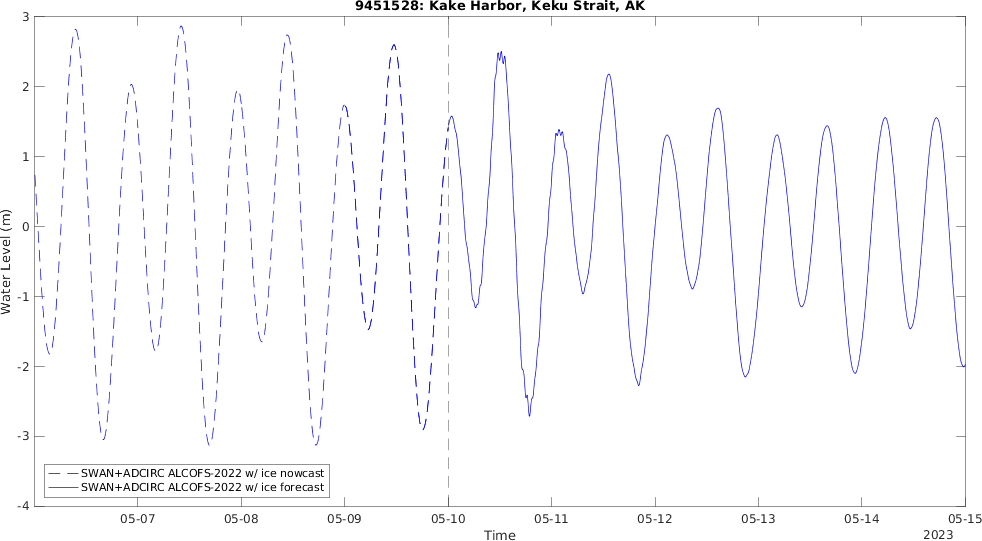 9451528: Kake Harbor, Keku Strait, AK
3
2
1
0
-1
-2
-3
-4
Water Level (m)
SWAN+ADCIRC ALCOFS-2022 w/ ice nowcast
SWAN+ADCIRC ALCOFS-2022 w/ ice forecast
05-07 05-08 05-09 05-10 05-11 05-12 05-13 05-14 05-15
Time
2023